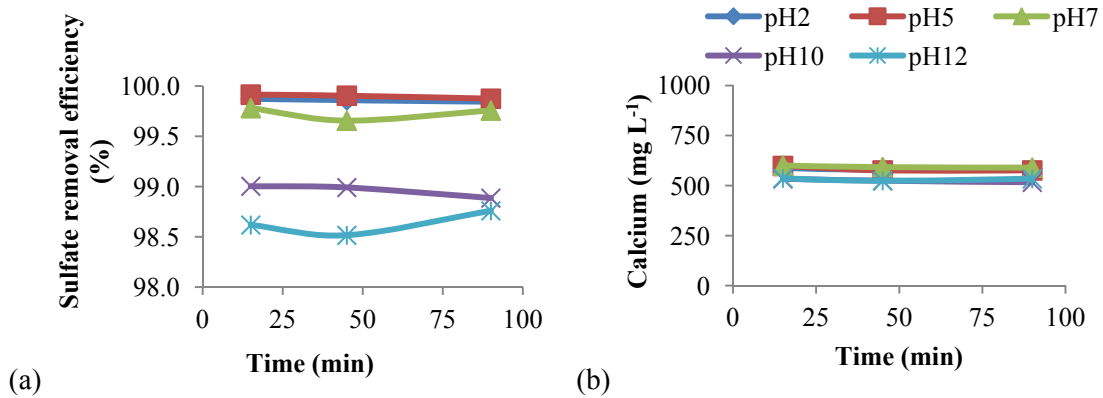 pH2 pH5 pH7
pH10 pH12
Sulfate removal efficiency
(%)
100.0
99.5
99.0
98.5
98.0
0 25 50 75 100
Time (min)
(a)
Calcium (mg L⁻¹)
1000
750
500
250
0
0 25 50 75 100
Time (min)
(b)